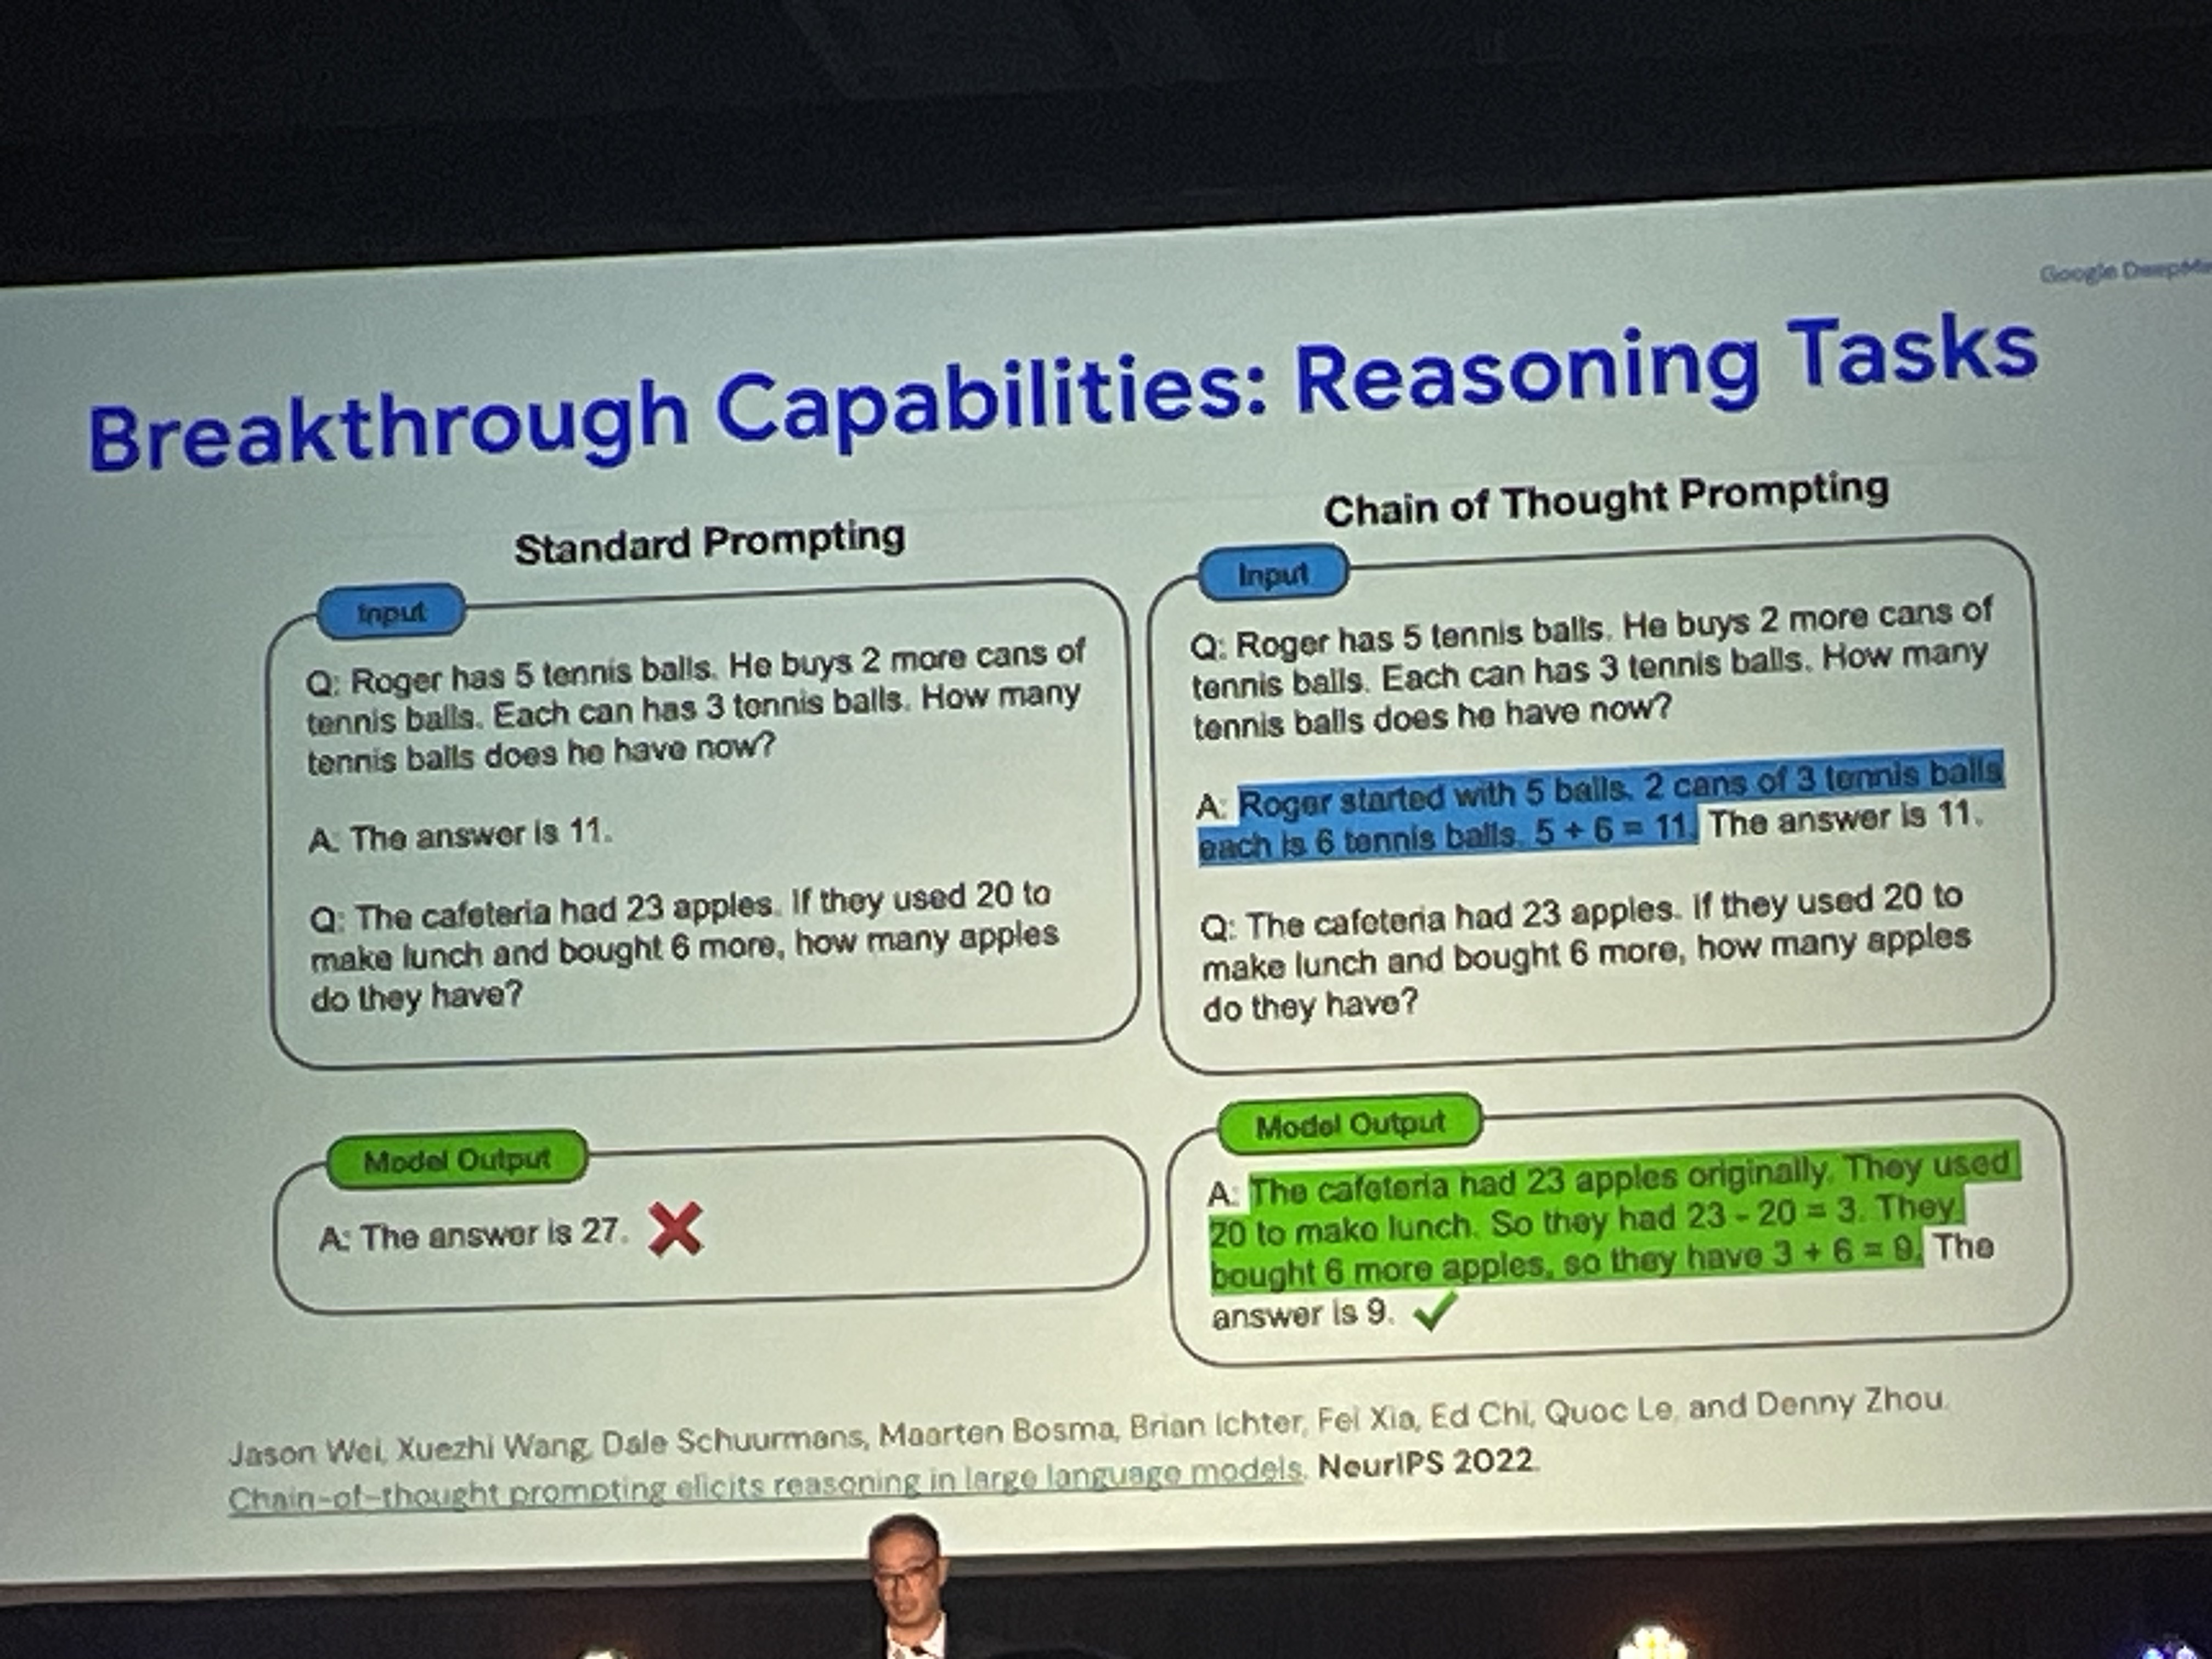 Google DeepMi
Breakthrough Capabilities: Reasoning Tasks
Standard Prompting
Input
Q: Roger has 5 tennis balls. He buys 2 more cans of
tennis balls. Each can has 3 tennis balls. How many
tennis balls does he have now?
A: The answer is 11.
Q: The cafeteria had 23 apples. If they used 20 to
make lunch and bought 6 more, how many apples
do they have?
Model Output
A: The answer is 27.
Chain of Thought Prompting
Input
Q: Roger has 5 tennis balls. He buys 2 more cans of
tennis balls. Each can has 3 tennis balls. How many
tennis balls does he have now?
A: Roger started with 5 balls. 2 cans of 3 tennis balls
each is 6 tennis balls. 5 + 6 = 11. The answer is 11.
Q: The cafeteria had 23 apples. If they used 20 to
make lunch and bought 6 more, how many apples
do they have?
Model Output
A: The cafeteria had 23 apples originally. They used
20 to make lunch. So they had 23 - 20 = 3. They
bought 6 more apples, so they have 3 + 6 = 9. The
answer is 9.
Jason Wei, Xuezhi Wang, Dale Schuurmans, Maarten Bosma, Brian Ichter, Fei Xia, Ed Chi, Quoc Le, and Denny Zhou.
Chain-of-thought prompting elicits reasoning in large language models. NeurIPS 2022.